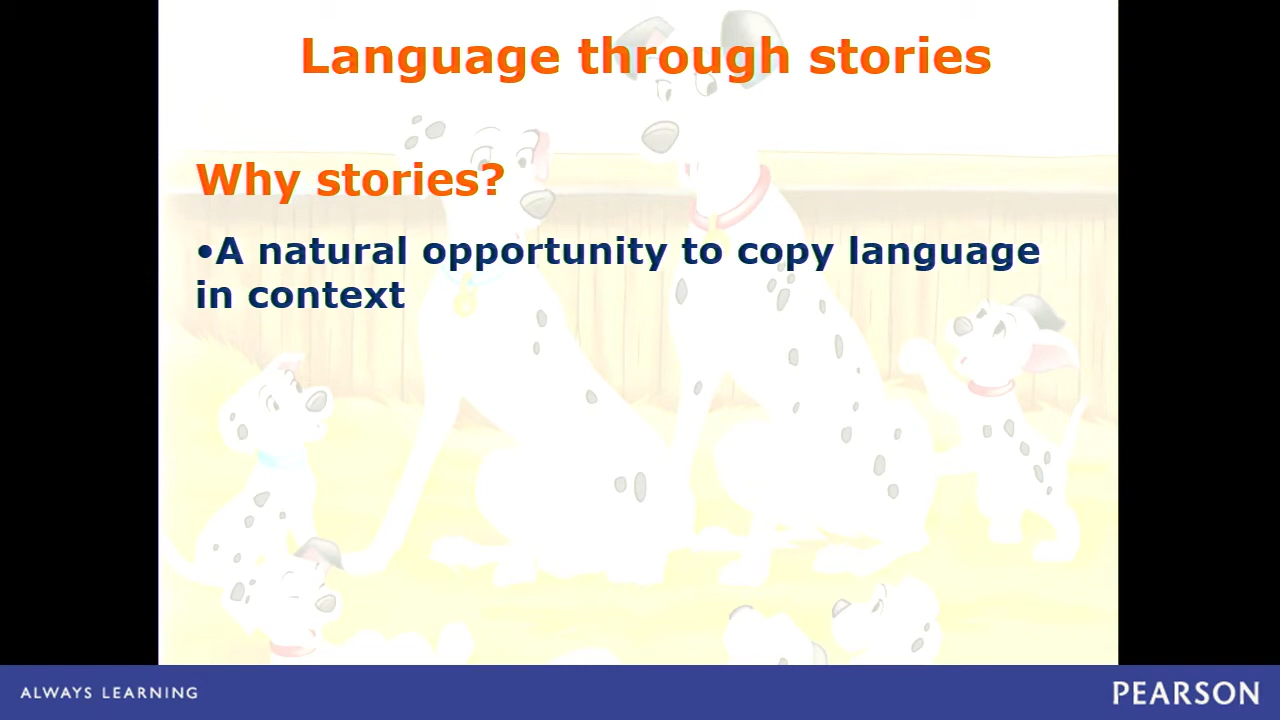 Language through stories
Why stories?
•A natural opportunity to copy language
in context
ALWAYS LEARNING
PEARSON